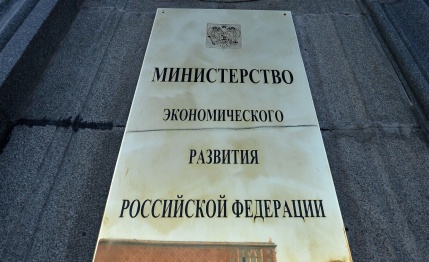 МИНИСТЕРСТВО
ЭКОНОМИЧЕСКОГО
РАЗВИТИЯ
РОССИЙСКОЙ ФЕДЕРАЦИИ